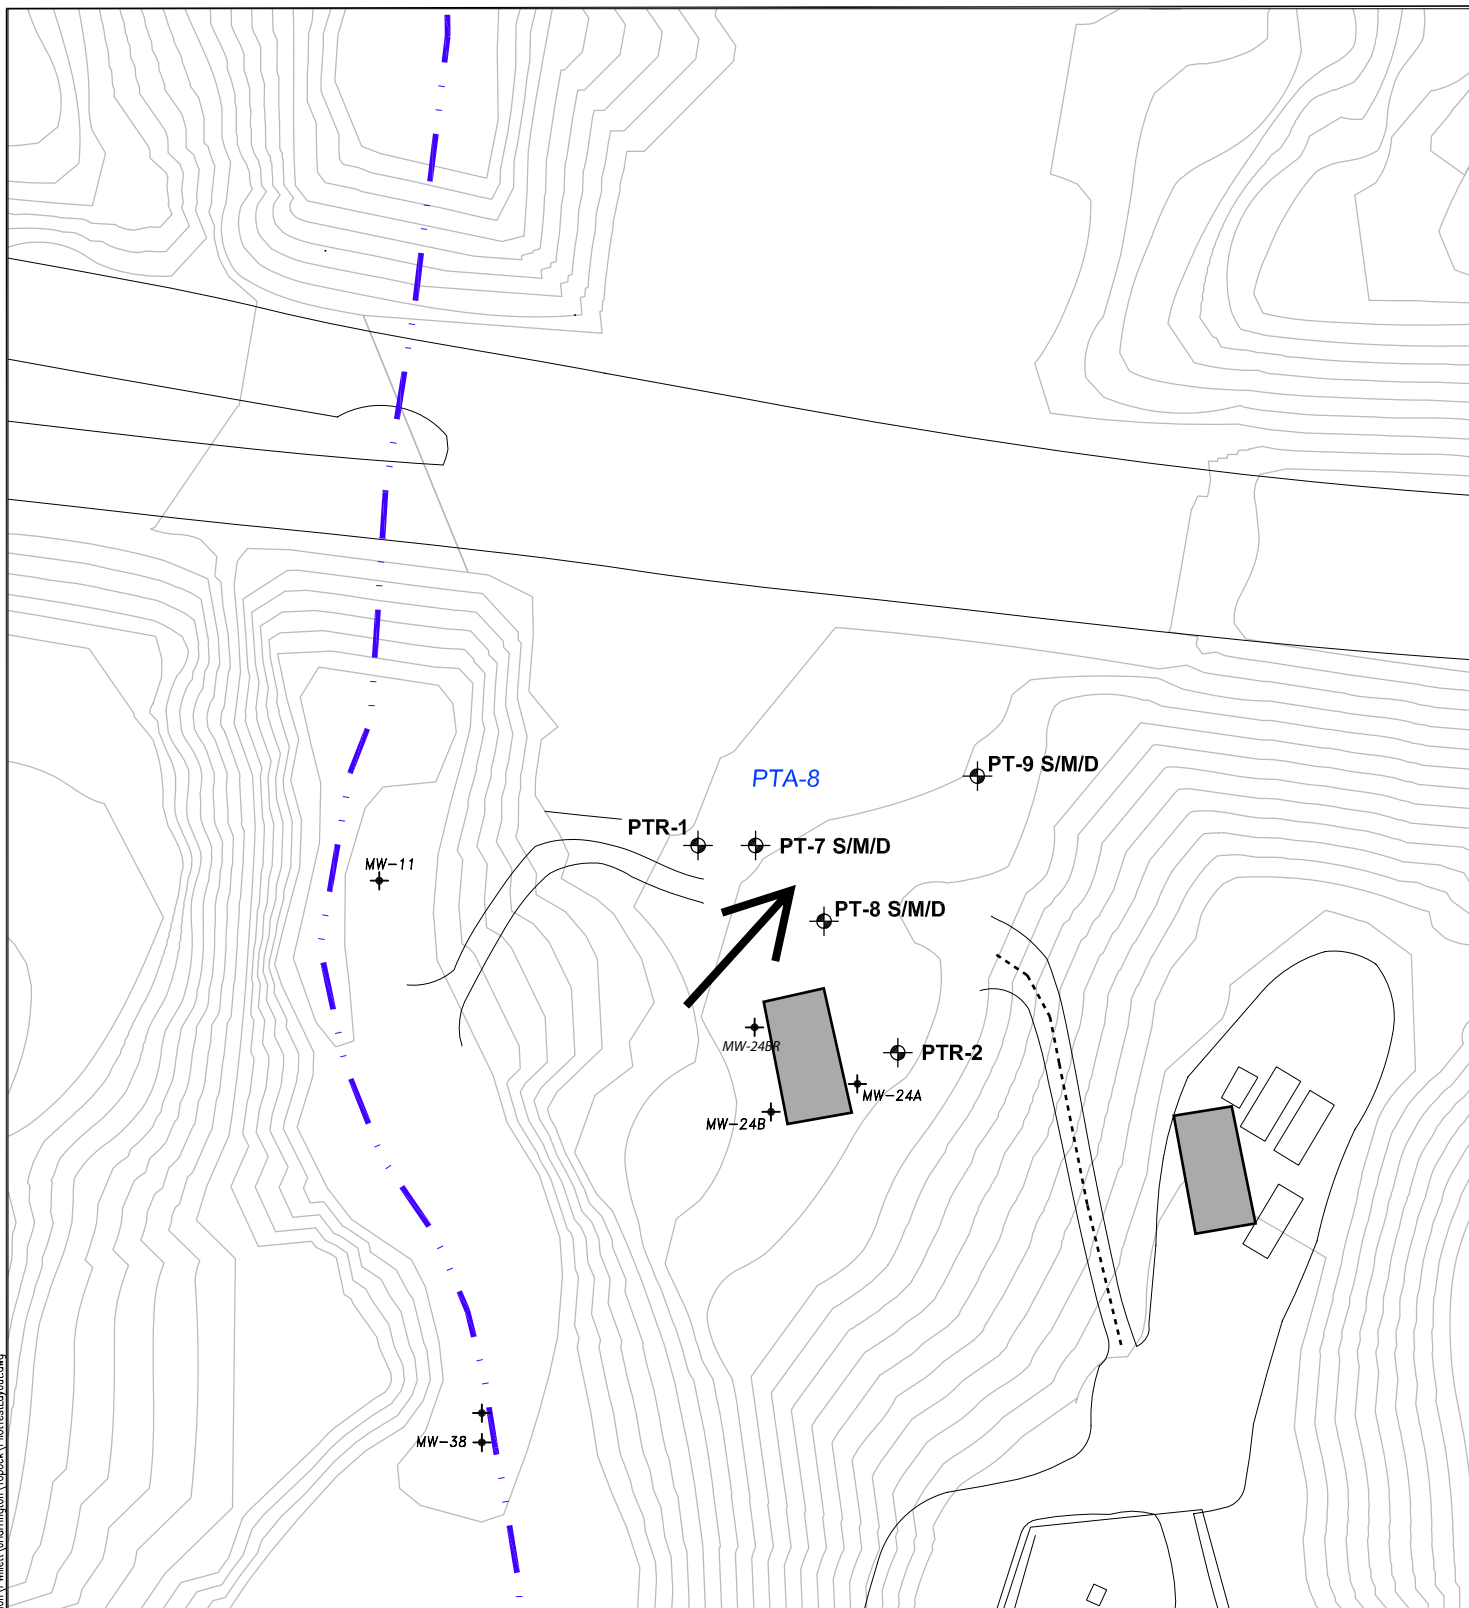 PT-9 S/M/D
PTA-8
PTR-1
PT-7 S/M/D
MW-11
PT-8 S/M/D
MW-24BR
PTR-2
MW-24A
MW-24B
MW-38